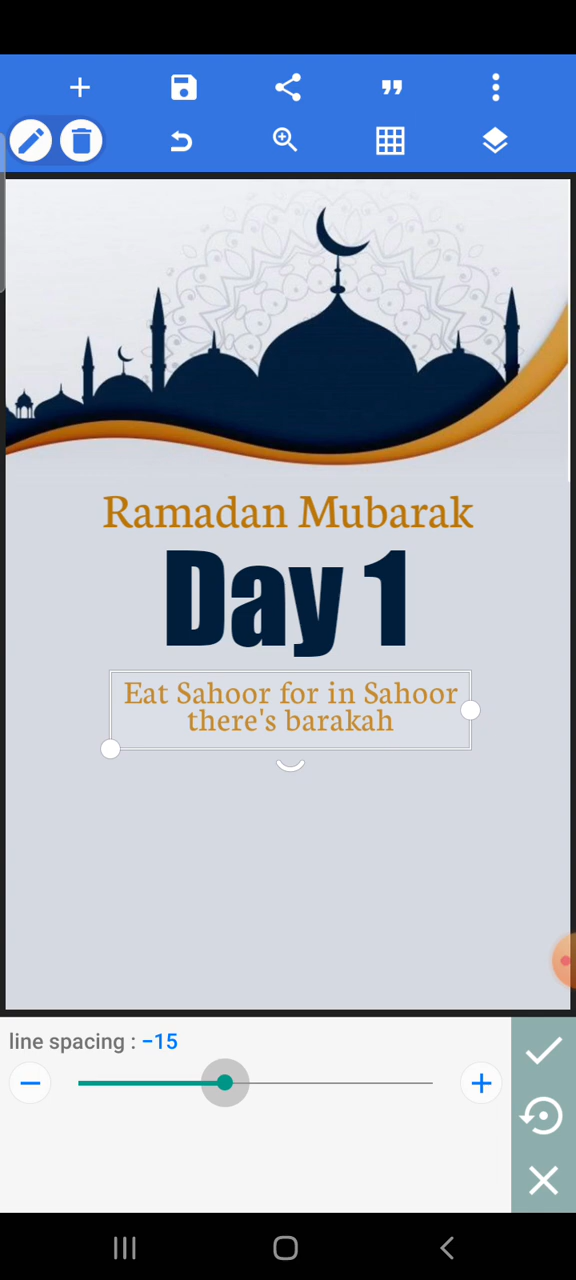 Ramadan Mubarak
Day 1
Eat Sahoor for in Sahoor
there's barakah
line spacing : −15